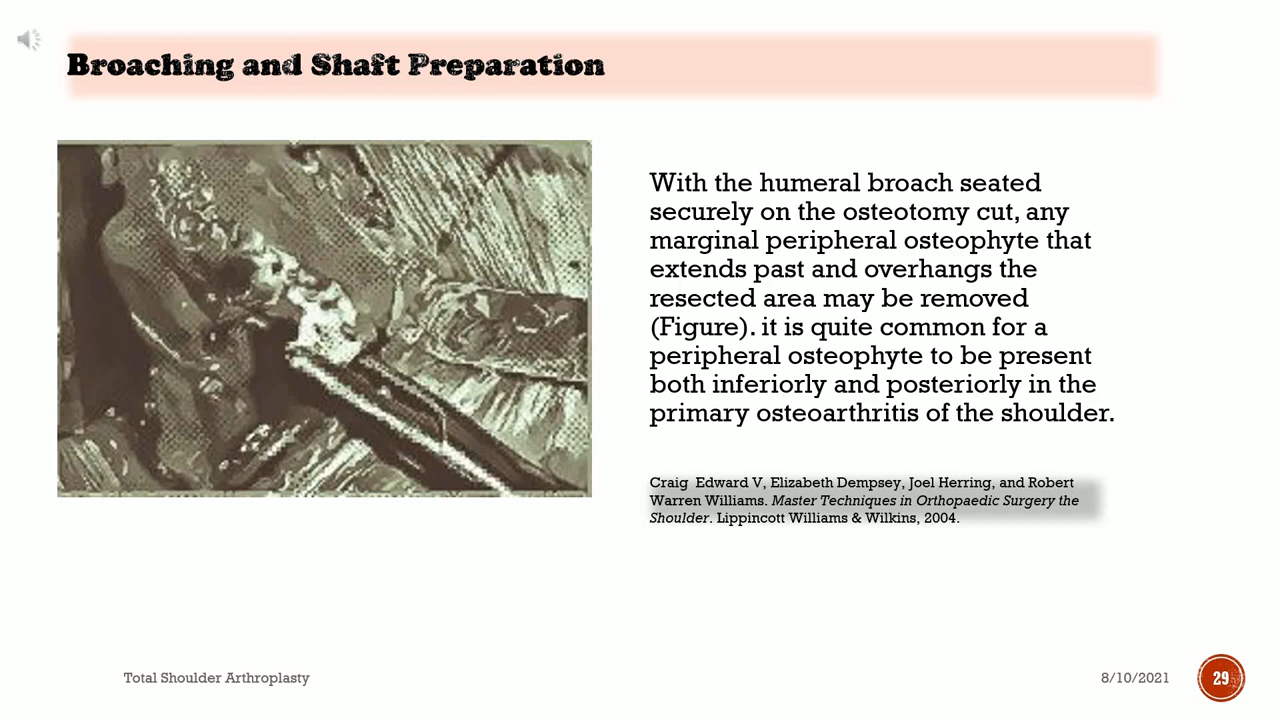 Broaching and Shaft Preparation
With the humeral broach seated
securely on the osteotomy cut, any
marginal peripheral osteophyte that
extends past and overhangs the
resected area may be removed
(Figure). it is quite common for a
peripheral osteophyte to be present
both inferiorly and posteriorly in the
primary osteoarthritis of the shoulder.
Craig Edward V, Elizabeth Dempsey, Joel Herring, and Robert
Warren Williams. Master Techniques in Orthopaedic Surgery the
Shoulder. Lippincott Williams & Wilkins, 2004.
Total Shoulder Arthroplasty
8/10/2021
29